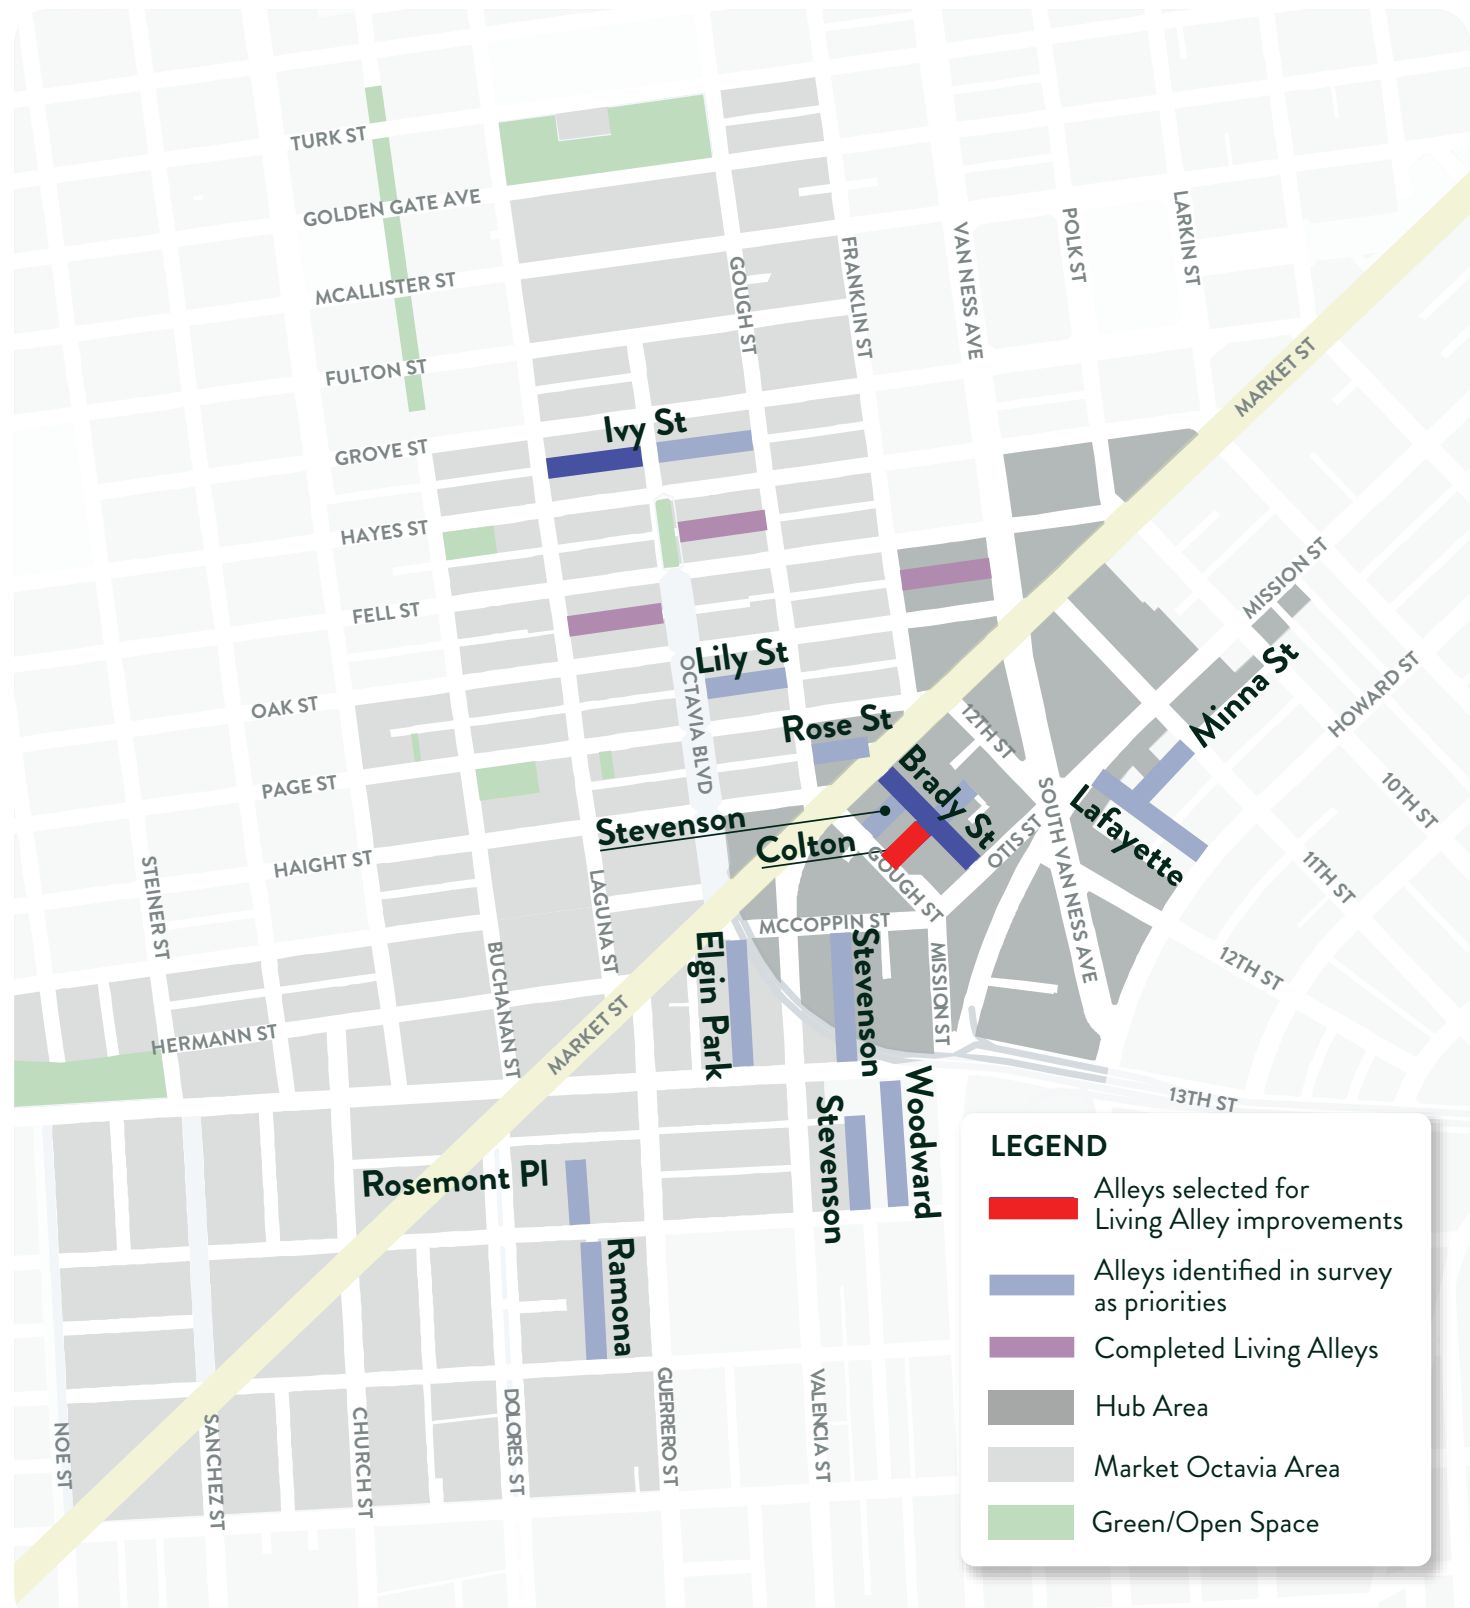 TURK ST
GOLDEN GATE AVE
MCALLISTER ST
FULTON ST
GROVE ST
HAYES ST
FELL ST
OAK ST
PAGE ST
HAIGHT ST
HERMANN ST
GOUGH ST
FRANKLIN ST
VAN NESS AVE
POLK ST
LARKIN ST
MARKET ST
Ivy St
Lily St
OCTAVIA BLVD
Rose St
Brady St
Stevenson
Colton
12TH ST
OTIS ST
GOUGH ST
SOUTH VAN NESS AVE
MISSION ST
Minna St
Lafayette
HOWARD ST
10TH ST
11TH ST
12TH ST
STEINER ST
BUCHANAN ST
LAGUNA ST
MARKET ST
MCCOPPIN ST
MISSION ST
Elgin Park
Stevenson
Woodward
Stevenson
13TH ST
Rosemont Pl
Ramona
NOE ST
SANCHEZ ST
CHURCH ST
DOLORES ST
GUERRERO ST
VALENCIA ST
LEGEND
Alleys selected for
Living Alley improvements
Alleys identified in survey
as priorities
Completed Living Alleys
Hub Area
Market Octavia Area
Green/Open Space